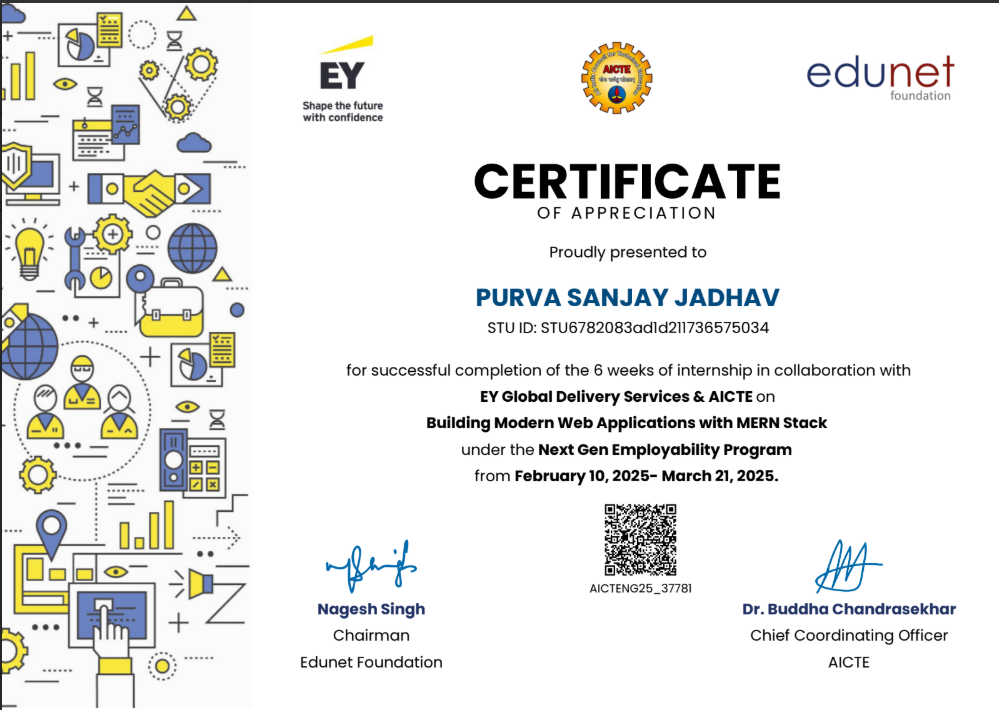 EY
Shape the future
with confidence
AICTE
edunet
foundation
CERTIFICATE
OF APPRECIATION
Proudly presented to
PURVA SANJAY JADHAV
STU ID: STU6782083ad1d211736575034
for successful completion of the 6 weeks of internship in collaboration with
EY Global Delivery Services & AICTE on
Building Modern Web Applications with MERN Stack
under the Next Gen Employability Program
from February 10, 2025- March 21, 2025.
AICTENG25_37781
Nagesh Singh
Chairman
Edunet Foundation
Dr. Buddha Chandrasekhar
Chief Coordinating Officer
AICTE